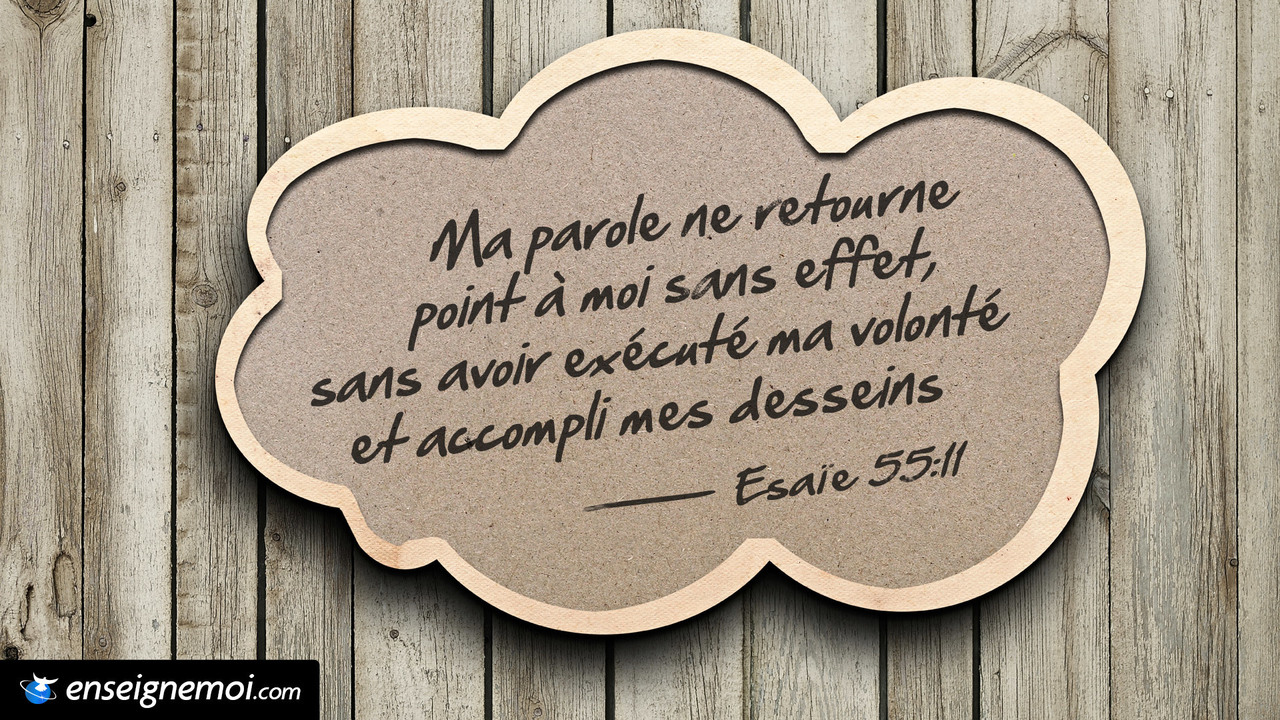 Ma parole ne retourne
point à moi sans effet,
sans avoir exécuté ma volonté
et accompli mes desseins
Esaïe 55:11
enseignemoi.com